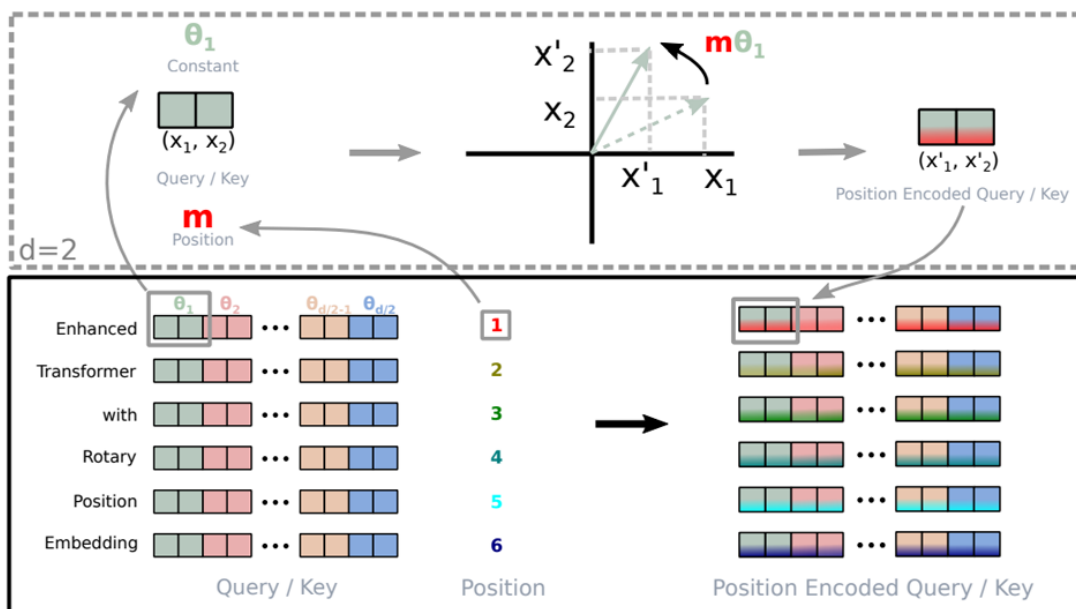 θ₁
Constant
(x₁, x₂)
Query / Key
m
Position
d=2
x'₂
x₂
x'₁
x₁
mθ₁
(x'₁, x'₂)
Position Encoded Query / Key
θ₁ θ₂ ••• θd/2-1 θd/2
Enhanced ••• 1 •••
Transformer ••• 2 •••
with ••• 3 •••
Rotary ••• 4 •••
Position ••• 5 •••
Embedding ••• 6 •••
Query / Key
Position
Position Encoded Query / Key